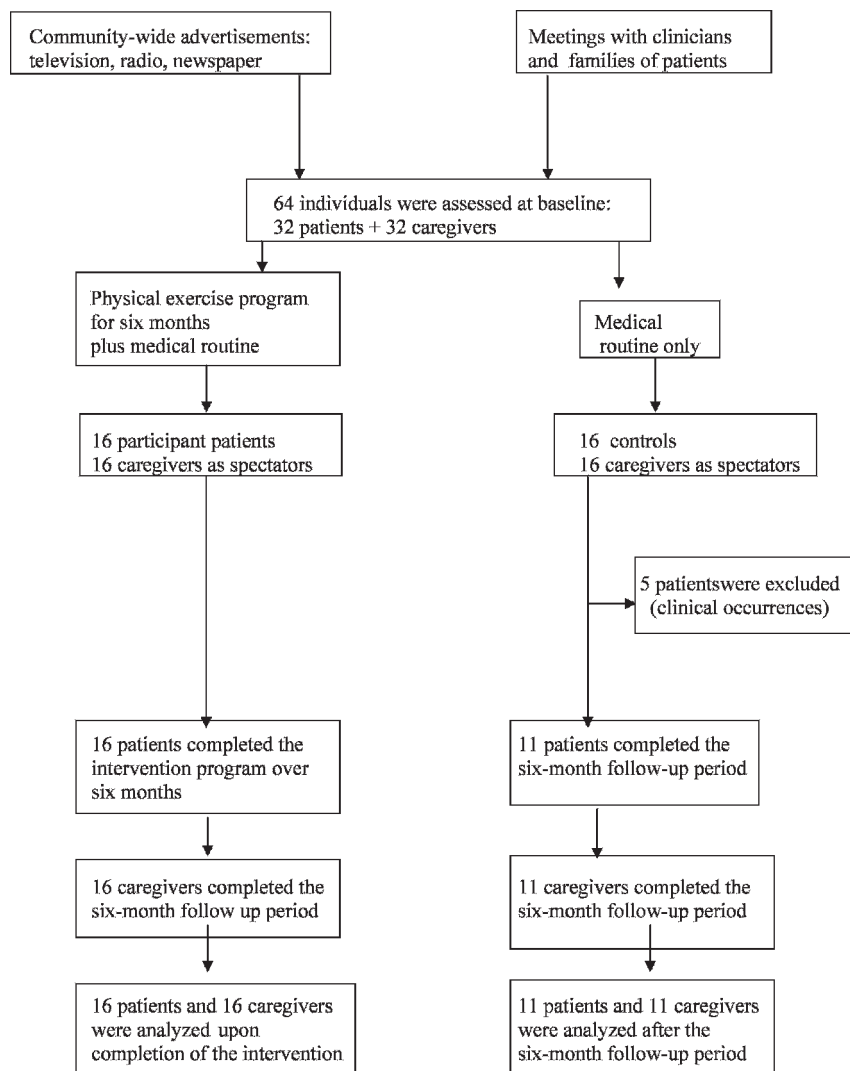 Community-wide advertisements:
television, radio, newspaper
Meetings with clinicians
and families of patients
64 individuals were assessed at baseline:
32 patients + 32 caregivers
Physical exercise program
for six months
plus medical routine
Medical
routine only
16 participant patients
16 caregivers as spectators
16 controls
16 caregivers as spectators
5 patientswere excluded
(clinical occurrences)
16 patients completed the
intervention program over
six months
11 patients completed the
six-month follow-up period
16 caregivers completed the
six-month follow up period
11 caregivers completed the
six-month follow-up period
16 patients and 16 caregivers
were analyzed upon
completion of the intervention
11 patients and 11 caregivers
were analyzed after the
six-month follow-up period